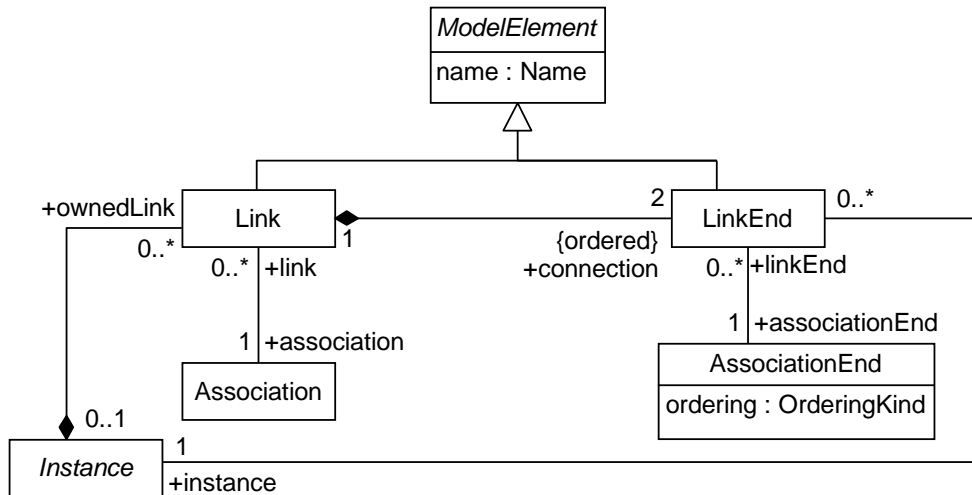 ModelElement
name : Name
+ownedLink
0..*
Link
1
2
{ordered}
+connection
LinkEnd
0..*
0..*
+link
0..*
+linkEnd
1
+association
Association
1
+associationEnd
AssociationEnd
ordering : OrderingKind
0..1
Instance
1
+instance